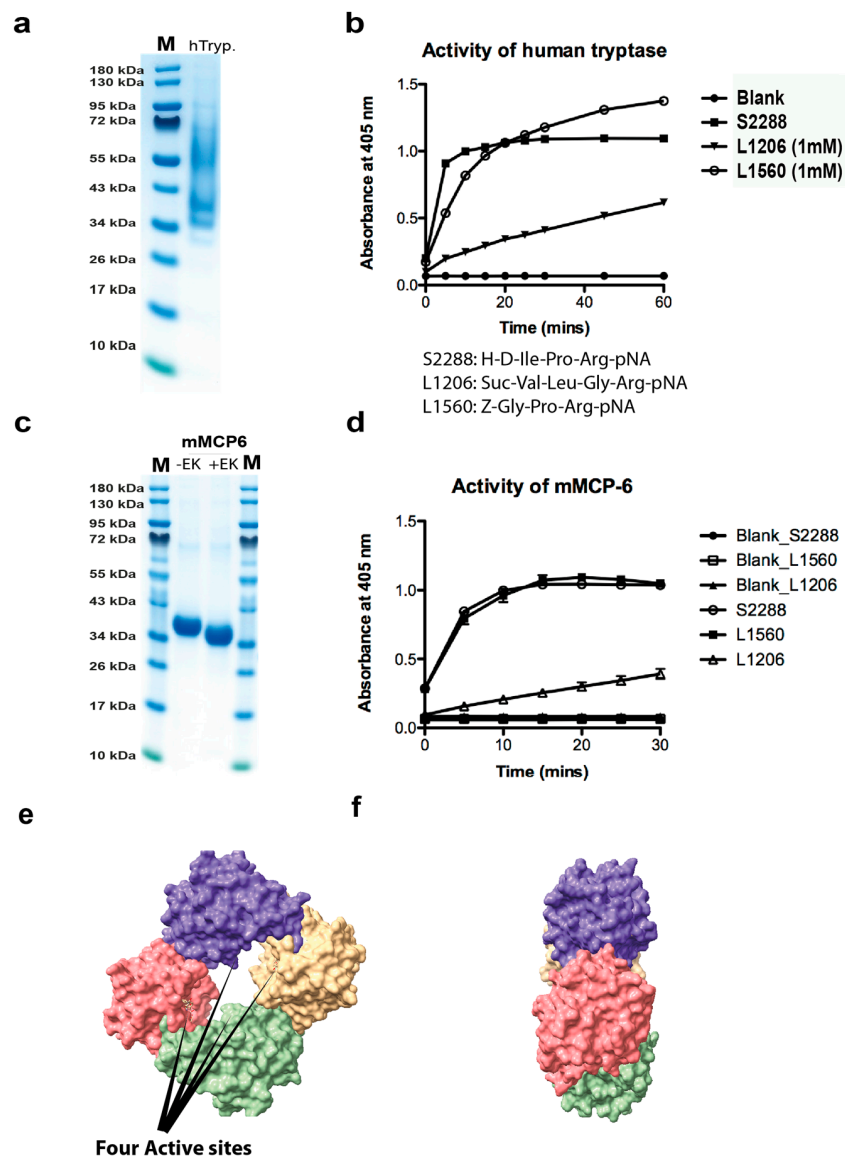 a
M hTryp.
180 kDa
130 kDa
95 kDa
72 kDa
55 kDa
43 kDa
34 kDa
26 kDa
17 kDa
10 kDa
b
Activity of human tryptase
Absorbance at 405 nm
1.5
1.0
0.5
0.0
0 20 40 60
Time (mins)
Blank
S2288
L1206 (1mM)
L1560 (1mM)
S2288: H-D-Ile-Pro-Arg-pNA
L1206: Suc-Val-Leu-Gly-Arg-pNA
L1560: Z-Gly-Pro-Arg-pNA
c
mMCP6
M -EK +EK M
180 kDa
130 kDa
95 kDa
72 kDa
55 kDa
43 kDa
34 kDa
26 kDa
17 kDa
10 kDa
d
Activity of mMCP-6
Absorbance at 405 nm
1.5
1.0
0.5
0.0
0 10 20 30
Time (mins)
Blank_S2288
Blank_L1560
Blank_L1206
S2288
L1560
L1206
e
Four Active sites
f